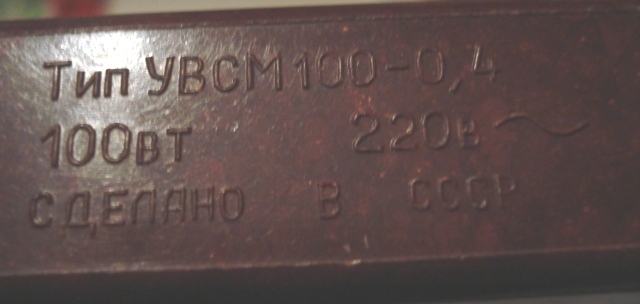 Тип УВСМ100-0,4
100вт 220в ~
СДЕЛАНО В СССР